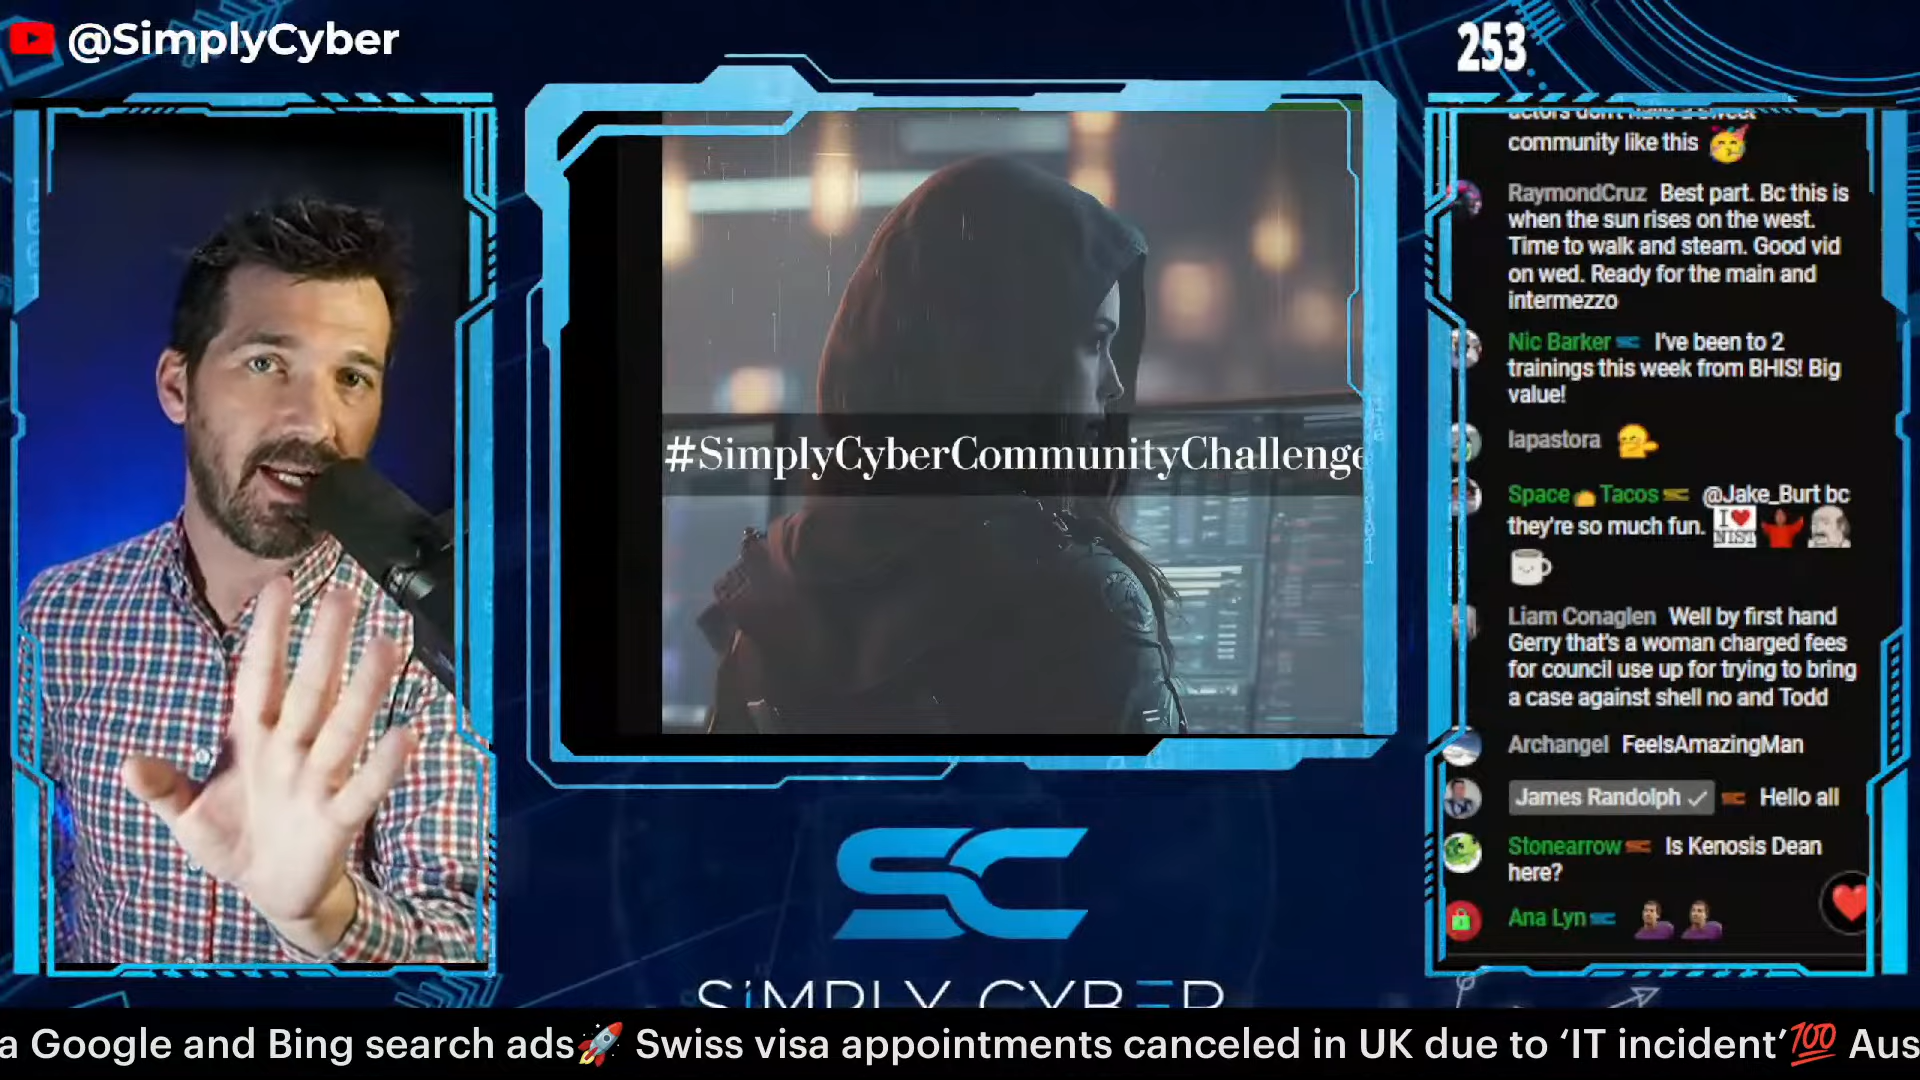 @SimplyCyber
253
#SimplyCyberCommunityChallenge
community like this
RaymondCruz Best part. Bc this is
when the sun rises on the west.
Time to walk and steam. Good vid
on wed. Ready for the main and
intermezzo
Nic Barker I've been to 2
trainings this week from BHIS! Big
value!
lapastora
Space Tacos @Jake_Burt bc
they're so much fun. I ❤ NIST
Liam Conaglen Well by first hand
Gerry that's a woman charged fees
for council use up for trying to bring
a case against shell no and Todd
Archangel FeelsAmazingMan
James Randolph Hello all
Stonearrow Is Kenosis Dean
here?
Ana Lyn
SC
SiMPLY CYBER
a Google and Bing search ads🚀 Swiss visa appointments canceled in UK due to ‘IT incident’💯 Aus